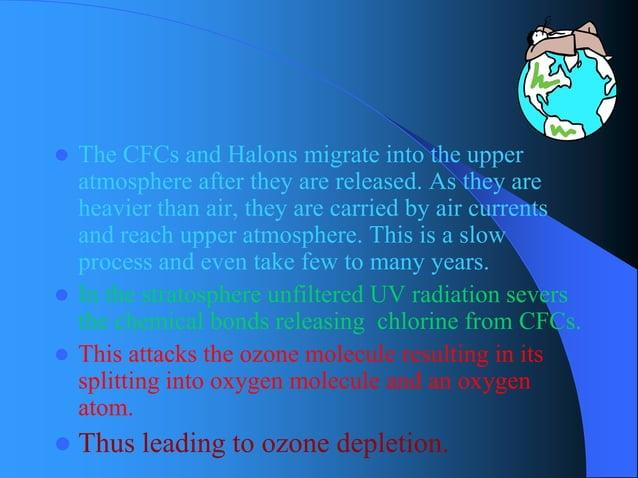 The CFCs and Halons migrate into the upper
atmosphere after they are released. As they are
heavier than air, they are carried by air currents
and reach upper atmosphere. This is a slow
process and even take few to many years.
In the stratosphere unfiltered UV radiation severs
the chemical bonds releasing chlorine from CFCs.
This attacks the ozone molecule resulting in its
splitting into oxygen molecule and an oxygen
atom.
Thus leading to ozone depletion.